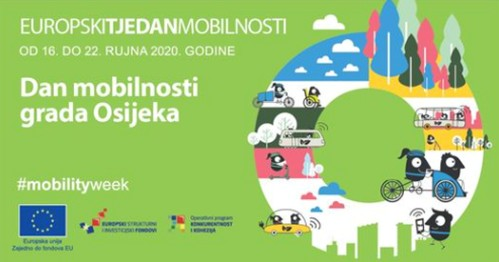 EUROPSKITJEDANMOBILNOSTI
OD 16. DO 22. RUJNA 2020. GODINE
Dan mobilnosti
grada Osijeka
#mobilityweek
Europska unija
Zajedno do fondova EU
EUROPSKI STRUKTURNI
I INVESTICIJSKI FONDOVI
Operativni program
KONKURENTNOST
I KOHEZIJA